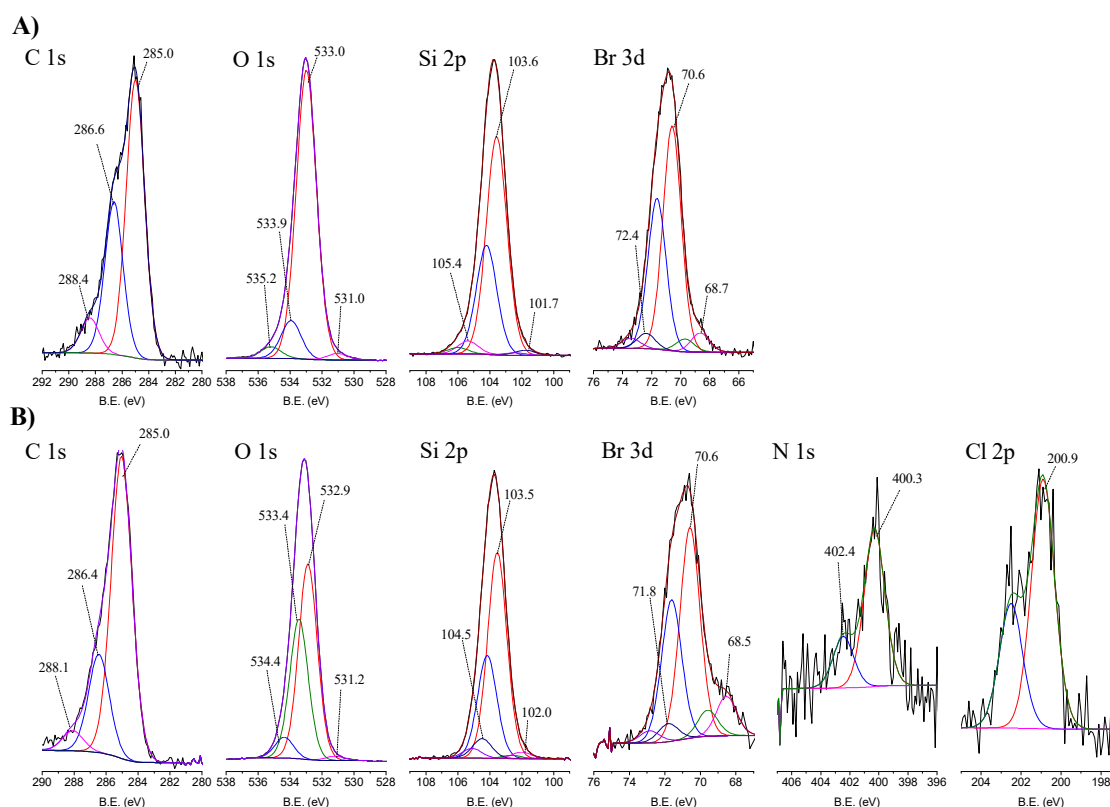 A)
C 1s
O 1s
Si 2p
Br 3d
285.0
286.6
288.4
533.0
533.9
535.2
531.0
103.6
105.4
101.7
70.6
72.4
68.7
292 290 288 286 284 282 280
538 536 534 532 530 528
108 106 104 102 100
76 74 72 70 68 66
B.E. (eV)
B.E. (eV)
B.E. (eV)
B.E. (eV)
B)
C 1s
O 1s
Si 2p
Br 3d
N 1s
Cl 2p
285.0
286.4
288.1
532.9
533.4
534.4
531.2
103.5
104.5
102.0
70.6
71.8
68.5
400.3
402.4
200.9
290 288 286 284 282 280
538 536 534 532 530 528
108 106 104 102 100
76 74 72 70 68
406 404 402 400 398 396
204 202 200 198
B.E. (eV)
B.E. (eV)
B.E. (eV)
B.E. (eV)
B.E. (eV)
B.E. (eV)